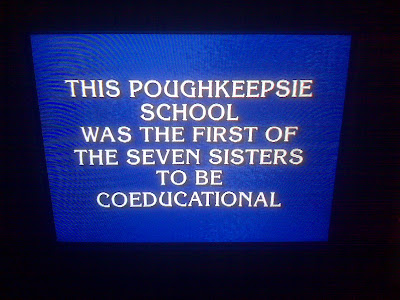 THIS POUGHKEEPSIE
SCHOOL
WAS THE FIRST OF
THE SEVEN SISTERS
TO BE
COEDUCATIONAL